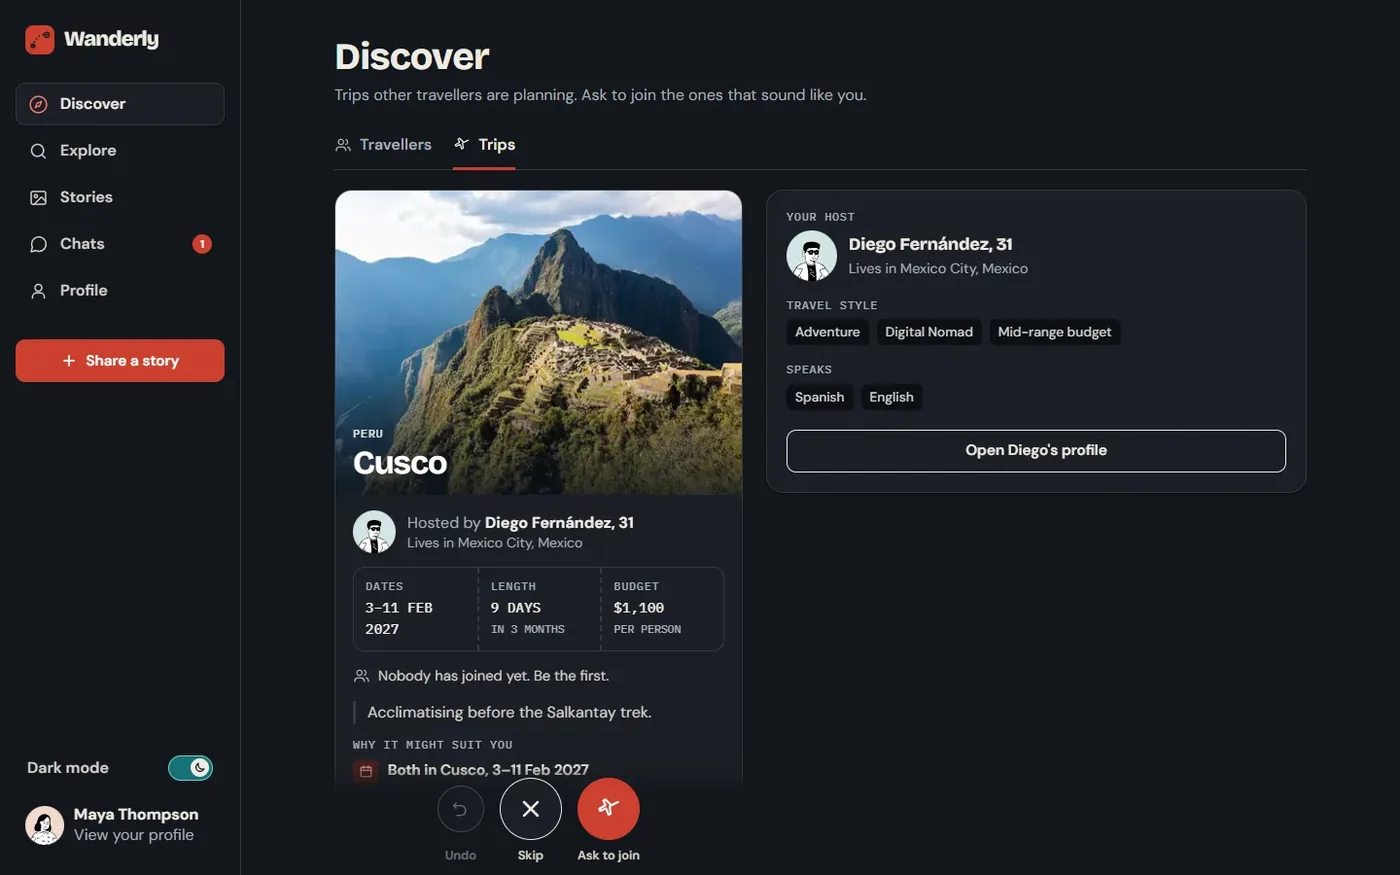 Wanderly
Discover
Explore
Stories
Chats
1
Profile
+ Share a story
Dark mode
Maya Thompson
View your profile
Discover
Trips other travellers are planning. Ask to join the ones that sound like you.
Travellers
Trips
PERU
Cusco
Hosted by Diego Fernández, 31
Lives in Mexico City, Mexico
DATES
3–11 FEB
2027
LENGTH
9 DAYS
IN 3 MONTHS
BUDGET
$1,100
PER PERSON
Nobody has joined yet. Be the first.
Acclimatising before the Salkantay trek.
WHY IT MIGHT SUIT YOU
Both in Cusco, 3–11 Feb 2027
Undo
Skip
Ask to join
YOUR HOST
Diego Fernández, 31
Lives in Mexico City, Mexico
TRAVEL STYLE
Adventure
Digital Nomad
Mid-range budget
SPEAKS
Spanish
English
Open Diego's profile